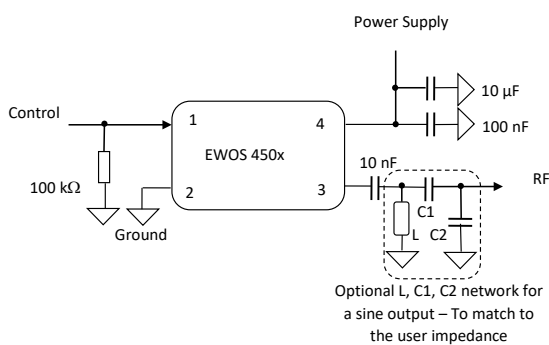 Power Supply
10 µF
Control
100 nF
1
4
EWOS 450x
10 nF
RF
100 kΩ
2
3
C1
Ground
L
C2
Optional L, C1, C2 network for
a sine output – To match to
the user impedance